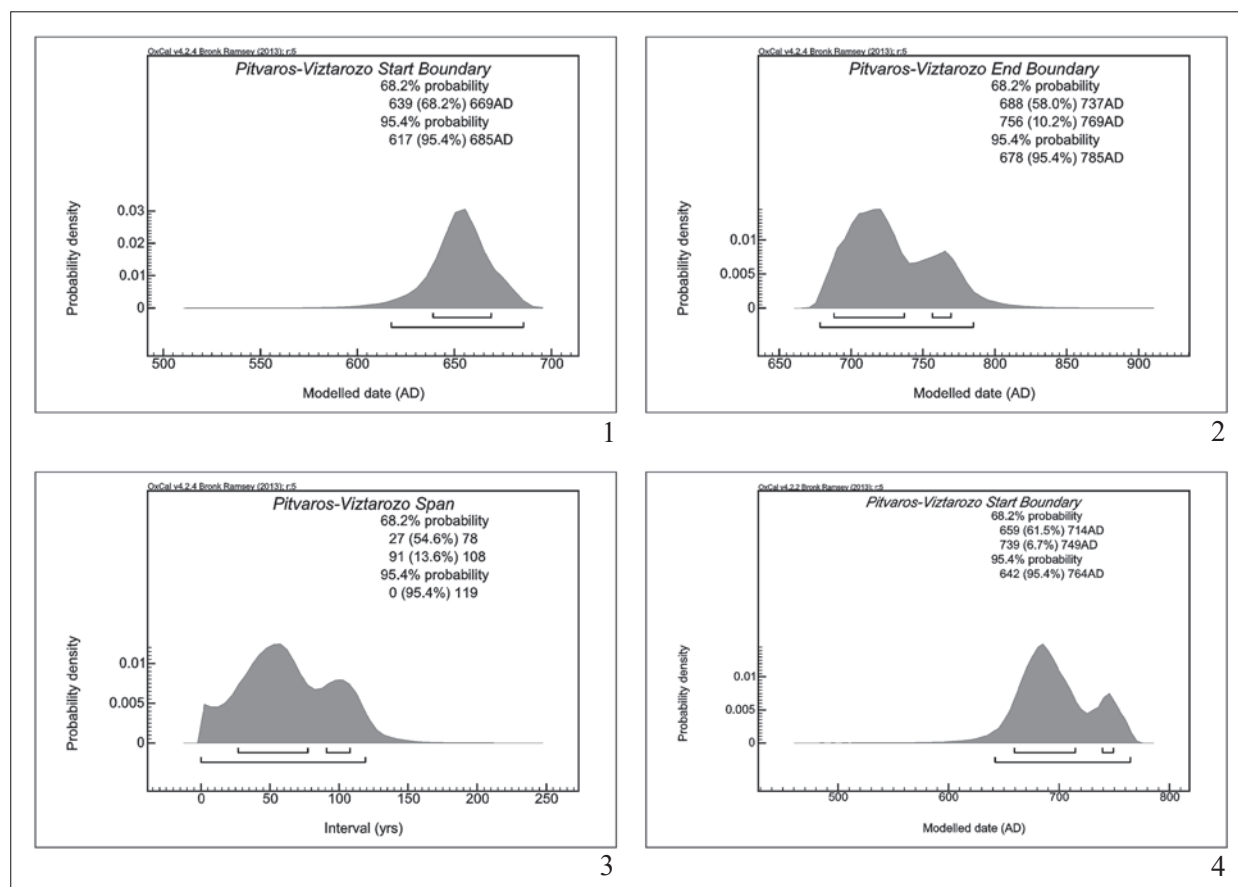 OxCal v4.2.4 Bronk Ramsey (2013); r:5
Pitvaros-Viztarozo Start Boundary
68.2% probability
639 (68.2%) 669AD
95.4% probability
617 (95.4%) 685AD
Probability density
0.03
0.02
0.01
0
500 550 600 650 700
Modelled date (AD)
1
OxCal v4.2.4 Bronk Ramsey (2013); r:5
Pitvaros-Viztarozo End Boundary
68.2% probability
688 (58.0%) 737AD
756 (10.2%) 769AD
95.4% probability
678 (95.4%) 785AD
Probability density
0.01
0.005
0
650 700 750 800 850 900
Modelled date (AD)
2
OxCal v4.2.4 Bronk Ramsey (2013); r:5
Pitvaros-Viztarozo Span
68.2% probability
27 (54.6%) 78
91 (13.6%) 108
95.4% probability
0 (95.4%) 119
Probability density
0.01
0.005
0
0 50 100 150 200 250
Interval (yrs)
3
OxCal v4.2.2 Bronk Ramsey (2013); r:5
Pitvaros-Viztarozo Start Boundary
68.2% probability
659 (61.5%) 714AD
739 (6.7%) 749AD
95.4% probability
642 (95.4%) 764AD
Probability density
0.01
0.005
0
500 600 700 800
Modelled date (AD)
4